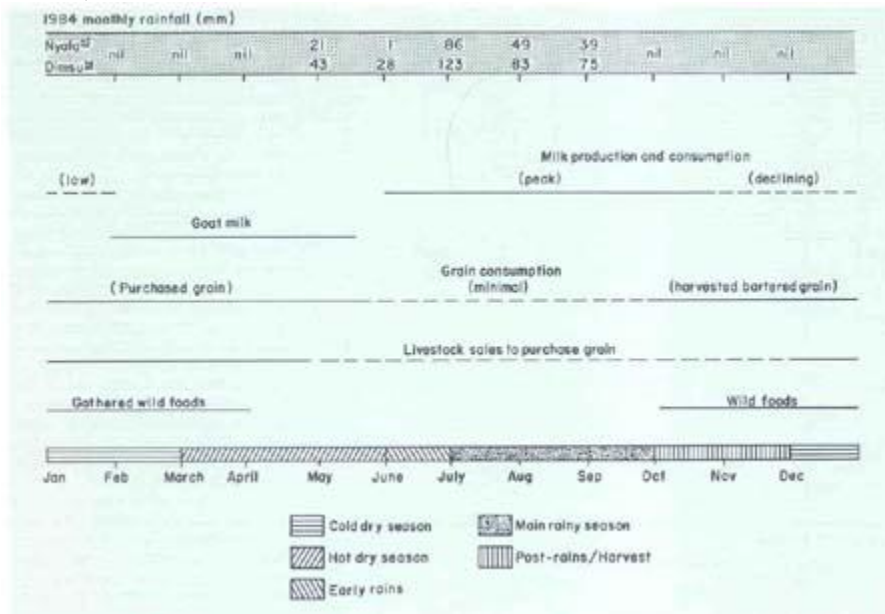 1984 monthly rainfall (mm)
Nyala a) nil nil nil 21 1 86 49 39 nil nil nil
43 28 123 83 75
Milk production and consumption
(low) (peak) (declining)
Goat milk
Grain consumption
(Purchased grain) (minimal) (harvested bartered grain)
Livestock sales to purchase grain
Gathered wild foods Wild foods
Jan Feb March April May June July Aug Sep Oct Nov Dec
Cold dry season Main rainy season
Hot dry season Post-rains/Harvest
Early rains